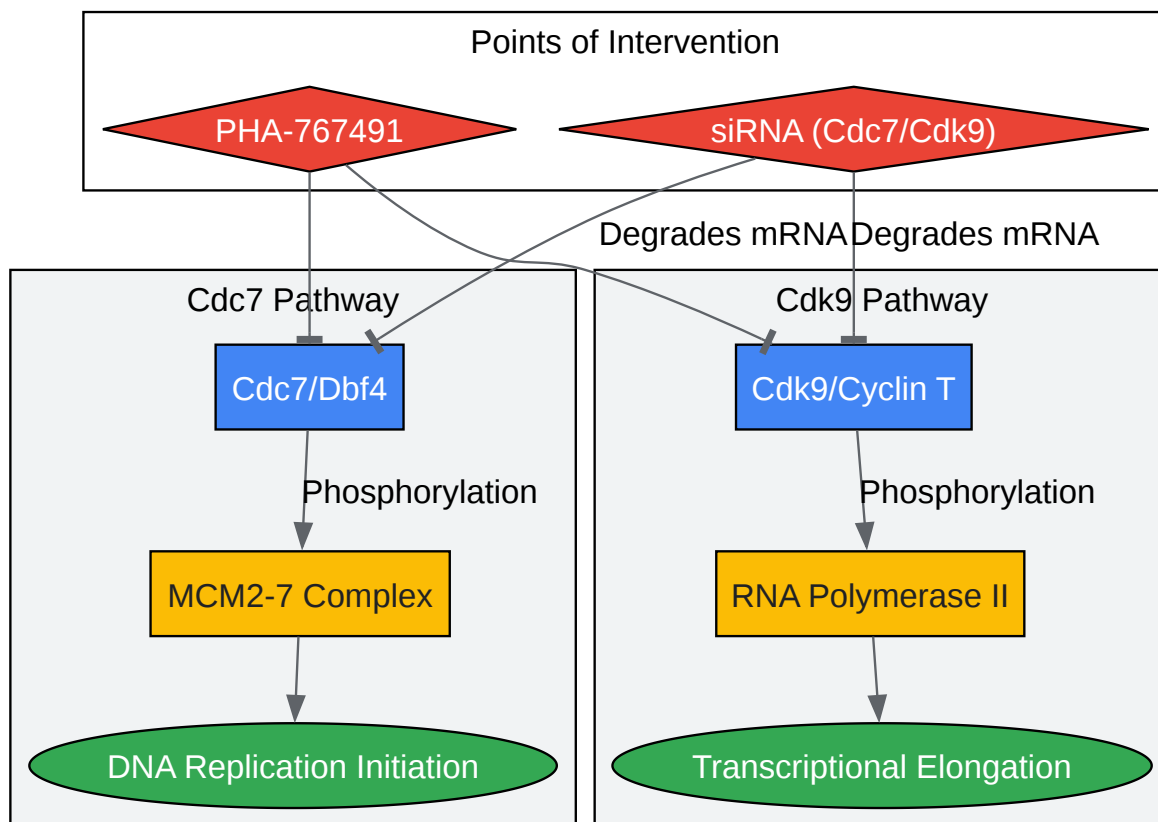 Points of Intervention
PHA-767491
siRNA (Cdc7/Cdk9)
Degrades mRNA
Degrades mRNA
Cdc7 Pathway
Cdk9 Pathway
Cdc7/Dbf4
Cdk9/Cyclin T
Phosphorylation
Phosphorylation
MCM2-7 Complex
RNA Polymerase II
DNA Replication Initiation
Transcriptional Elongation